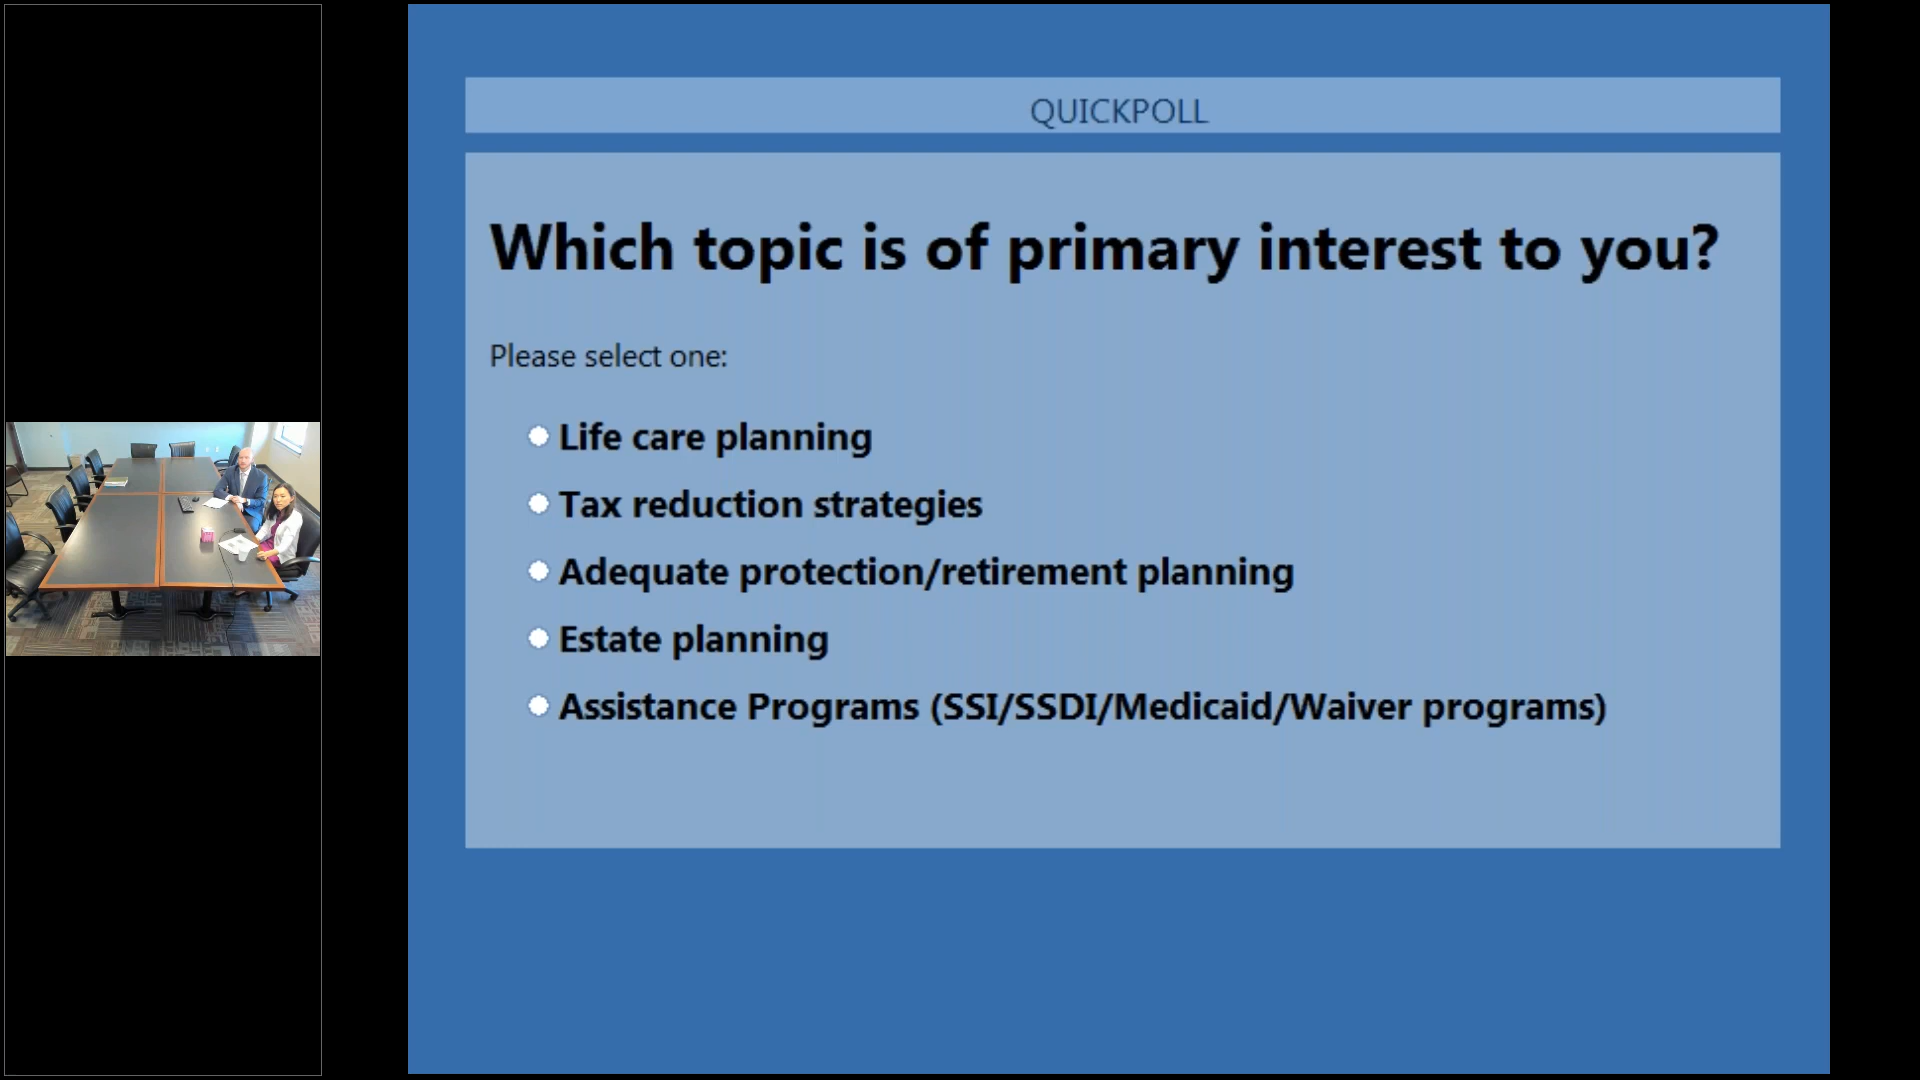 QUICKPOLL
Which topic is of primary interest to you?
Please select one:
Life care planning
Tax reduction strategies
Adequate protection/retirement planning
Estate planning
Assistance Programs (SSI/SSDI/Medicaid/Waiver programs)